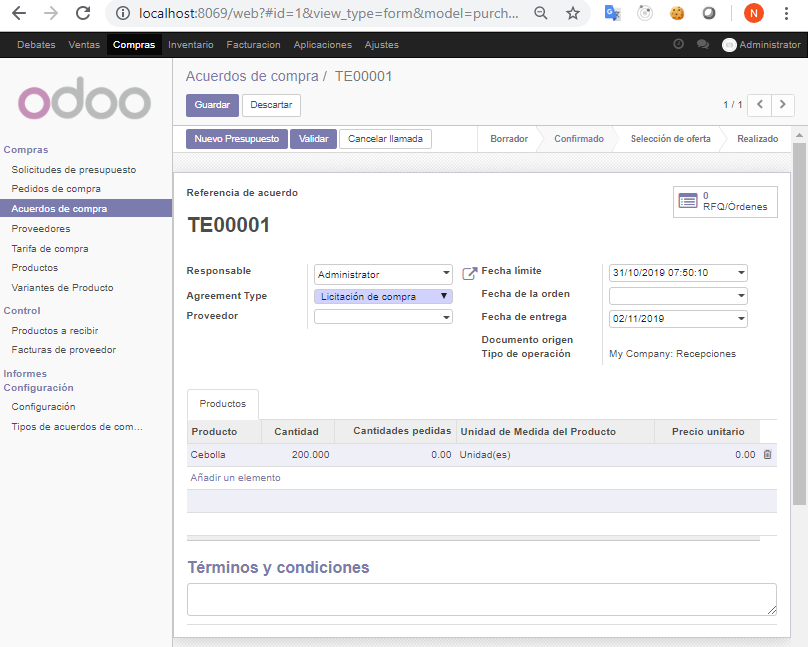 localhost:8069/web?#id=1&view_type=form&model=purch...
N
Debates Ventas Compras Inventario Facturacion Aplicaciones Ajustes Administrator
odoo
Compras
Solicitudes de presupuesto
Pedidos de compra
Acuerdos de compra
Proveedores
Tarifa de compra
Productos
Variantes de Producto
Control
Productos a recibir
Facturas de proveedor
Informes
Configuración
Configuración
Tipos de acuerdos de com...
Acuerdos de compra / TE00001
Guardar Descartar 1 / 1
Nuevo Presupuesto Validar Cancelar llamada Borrador Confirmado Selección de oferta Realizado
Referencia de acuerdo
TE00001
0
RFQ/Órdenes
Responsable Administrator
Agreement Type Licitación de compra
Proveedor
Fecha límite 31/10/2019 07:50:10
Fecha de la orden
Fecha de entrega 02/11/2019
Documento origen
Tipo de operación My Company: Recepciones
Productos
Producto Cantidad Cantidades pedidas Unidad de Medida del Producto Precio unitario
Cebolla 200.000 0.00 Unidad(es) 0.00
Añadir un elemento
Términos y condiciones